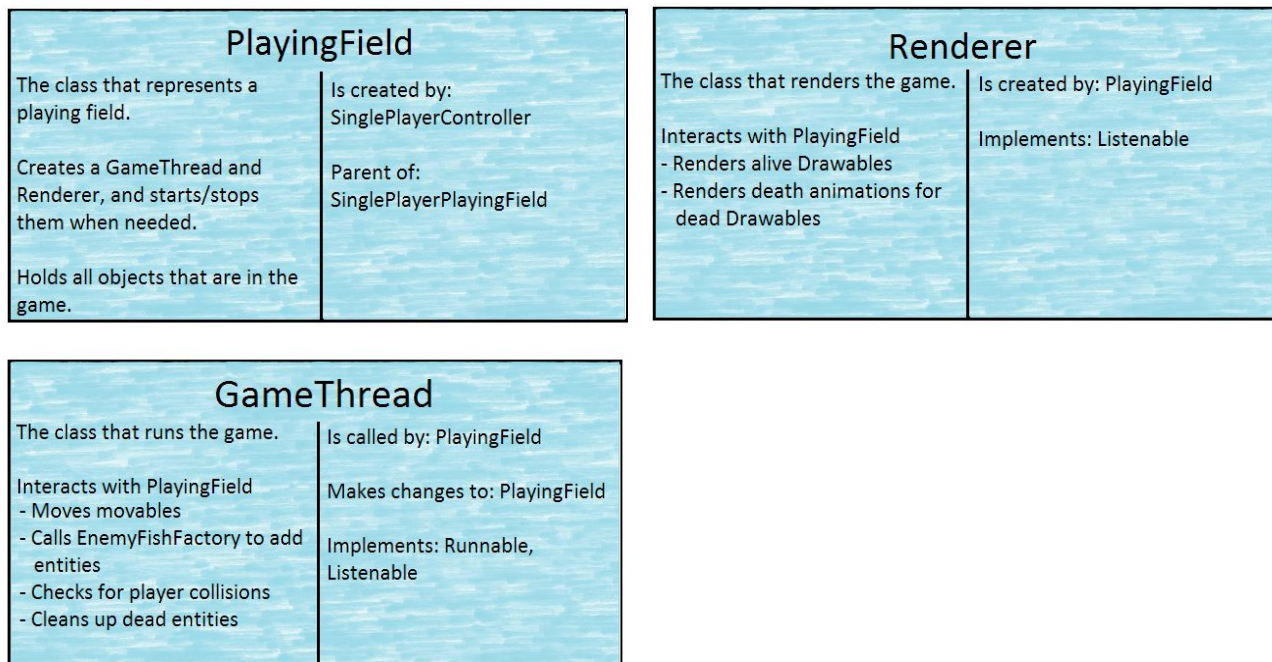 PlayingField
The class that represents a
playing field.
Creates a GameThread and
Renderer, and starts/stops
them when needed.
Holds all objects that are in the
game.
Is created by:
SinglePlayerController
Parent of:
SinglePlayerPlayingField
Renderer
The class that renders the game.
Interacts with PlayingField
- Renders alive Drawables
- Renders death animations for
dead Drawables
Is created by: PlayingField
Implements: Listenable
GameThread
The class that runs the game.
Interacts with PlayingField
- Moves movables
- Calls EnemyFishFactory to add
entities
- Checks for player collisions
- Cleans up dead entities
Is called by: PlayingField
Makes changes to: PlayingField
Implements: Runnable,
Listenable